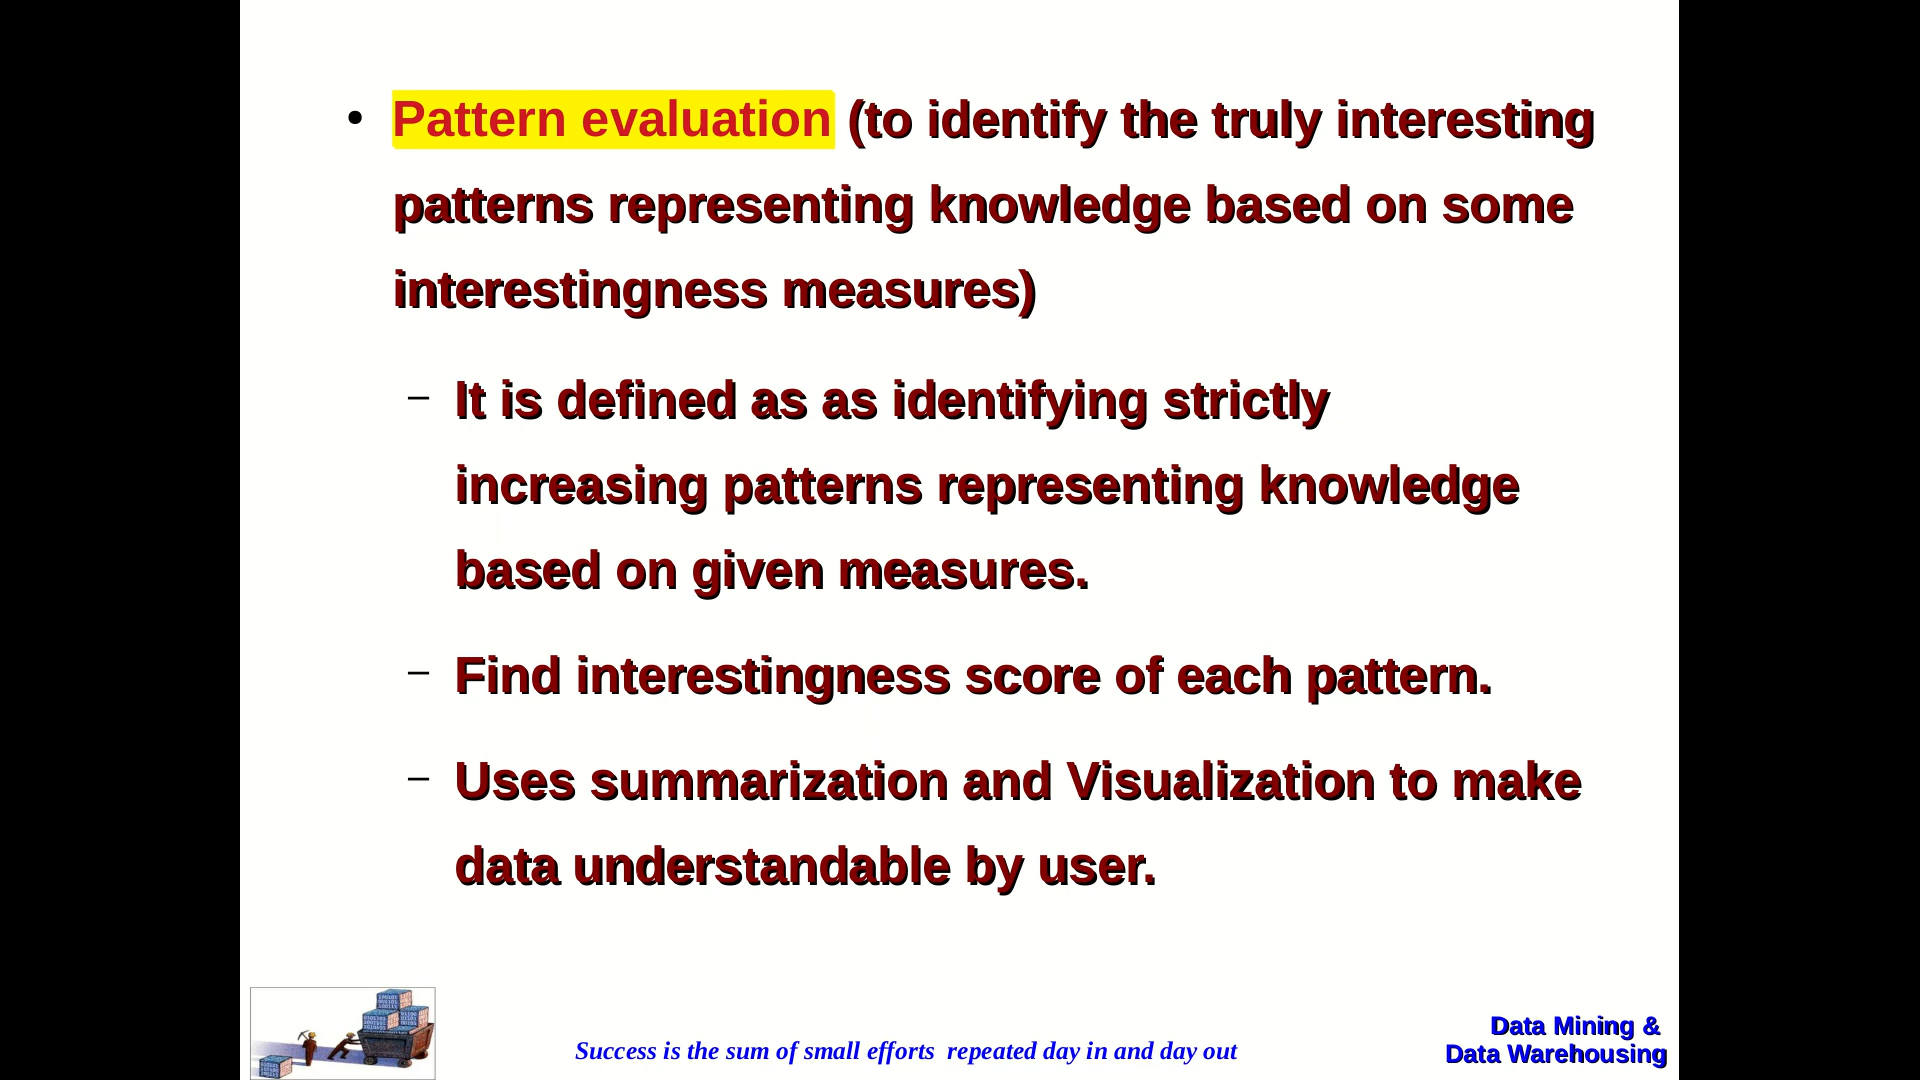 • Pattern evaluation (to identify the truly interesting
patterns representing knowledge based on some
interestingness measures)
– It is defined as as identifying strictly
increasing patterns representing knowledge
based on given measures.
– Find interestingness score of each pattern.
– Uses summarization and Visualization to make
data understandable by user.
Success is the sum of small efforts  repeated day in and day out
Data Mining &
Data Warehousing